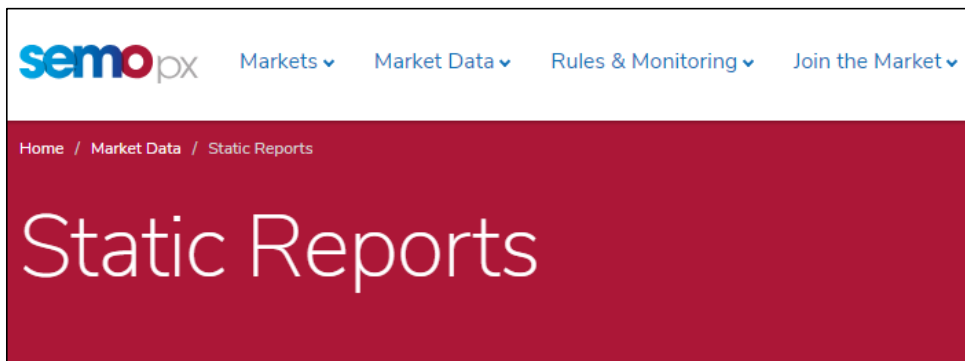 semopx Markets Market Data Rules & Monitoring Join the Market
Home / Market Data / Static Reports
Static Reports